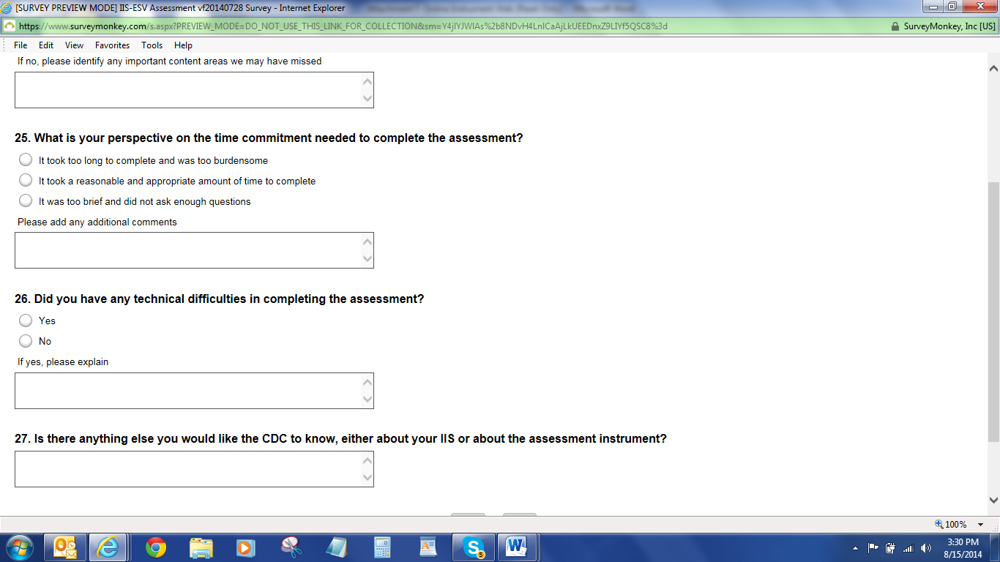 [SURVEY PREVIEW MODE] IIS-ESV Assessment vf20140728 Survey - Internet Explorer
https://www.surveymonkey.com/s.aspx?PREVIEW_MODE=DO_NOT_USE_THIS_LINK_FOR_COLLECTION&sm=Y4jIYJWIAs%2b8NDvH4LnICaAjLkUEEDnxZ9LIYf5QSC8%3d
SurveyMonkey, Inc [US]
File Edit View Favorites Tools Help
If no, please identify any important content areas we may have missed
25. What is your perspective on the time commitment needed to complete the assessment?
It took too long to complete and was too burdensome
It took a reasonable and appropriate amount of time to complete
It was too brief and did not ask enough questions
Please add any additional comments
26. Did you have any technical difficulties in completing the assessment?
Yes
No
If yes, please explain
27. Is there anything else you would like the CDC to know, either about your IIS or about the assessment instrument?
100%
5
3:30 PM
8/15/2014